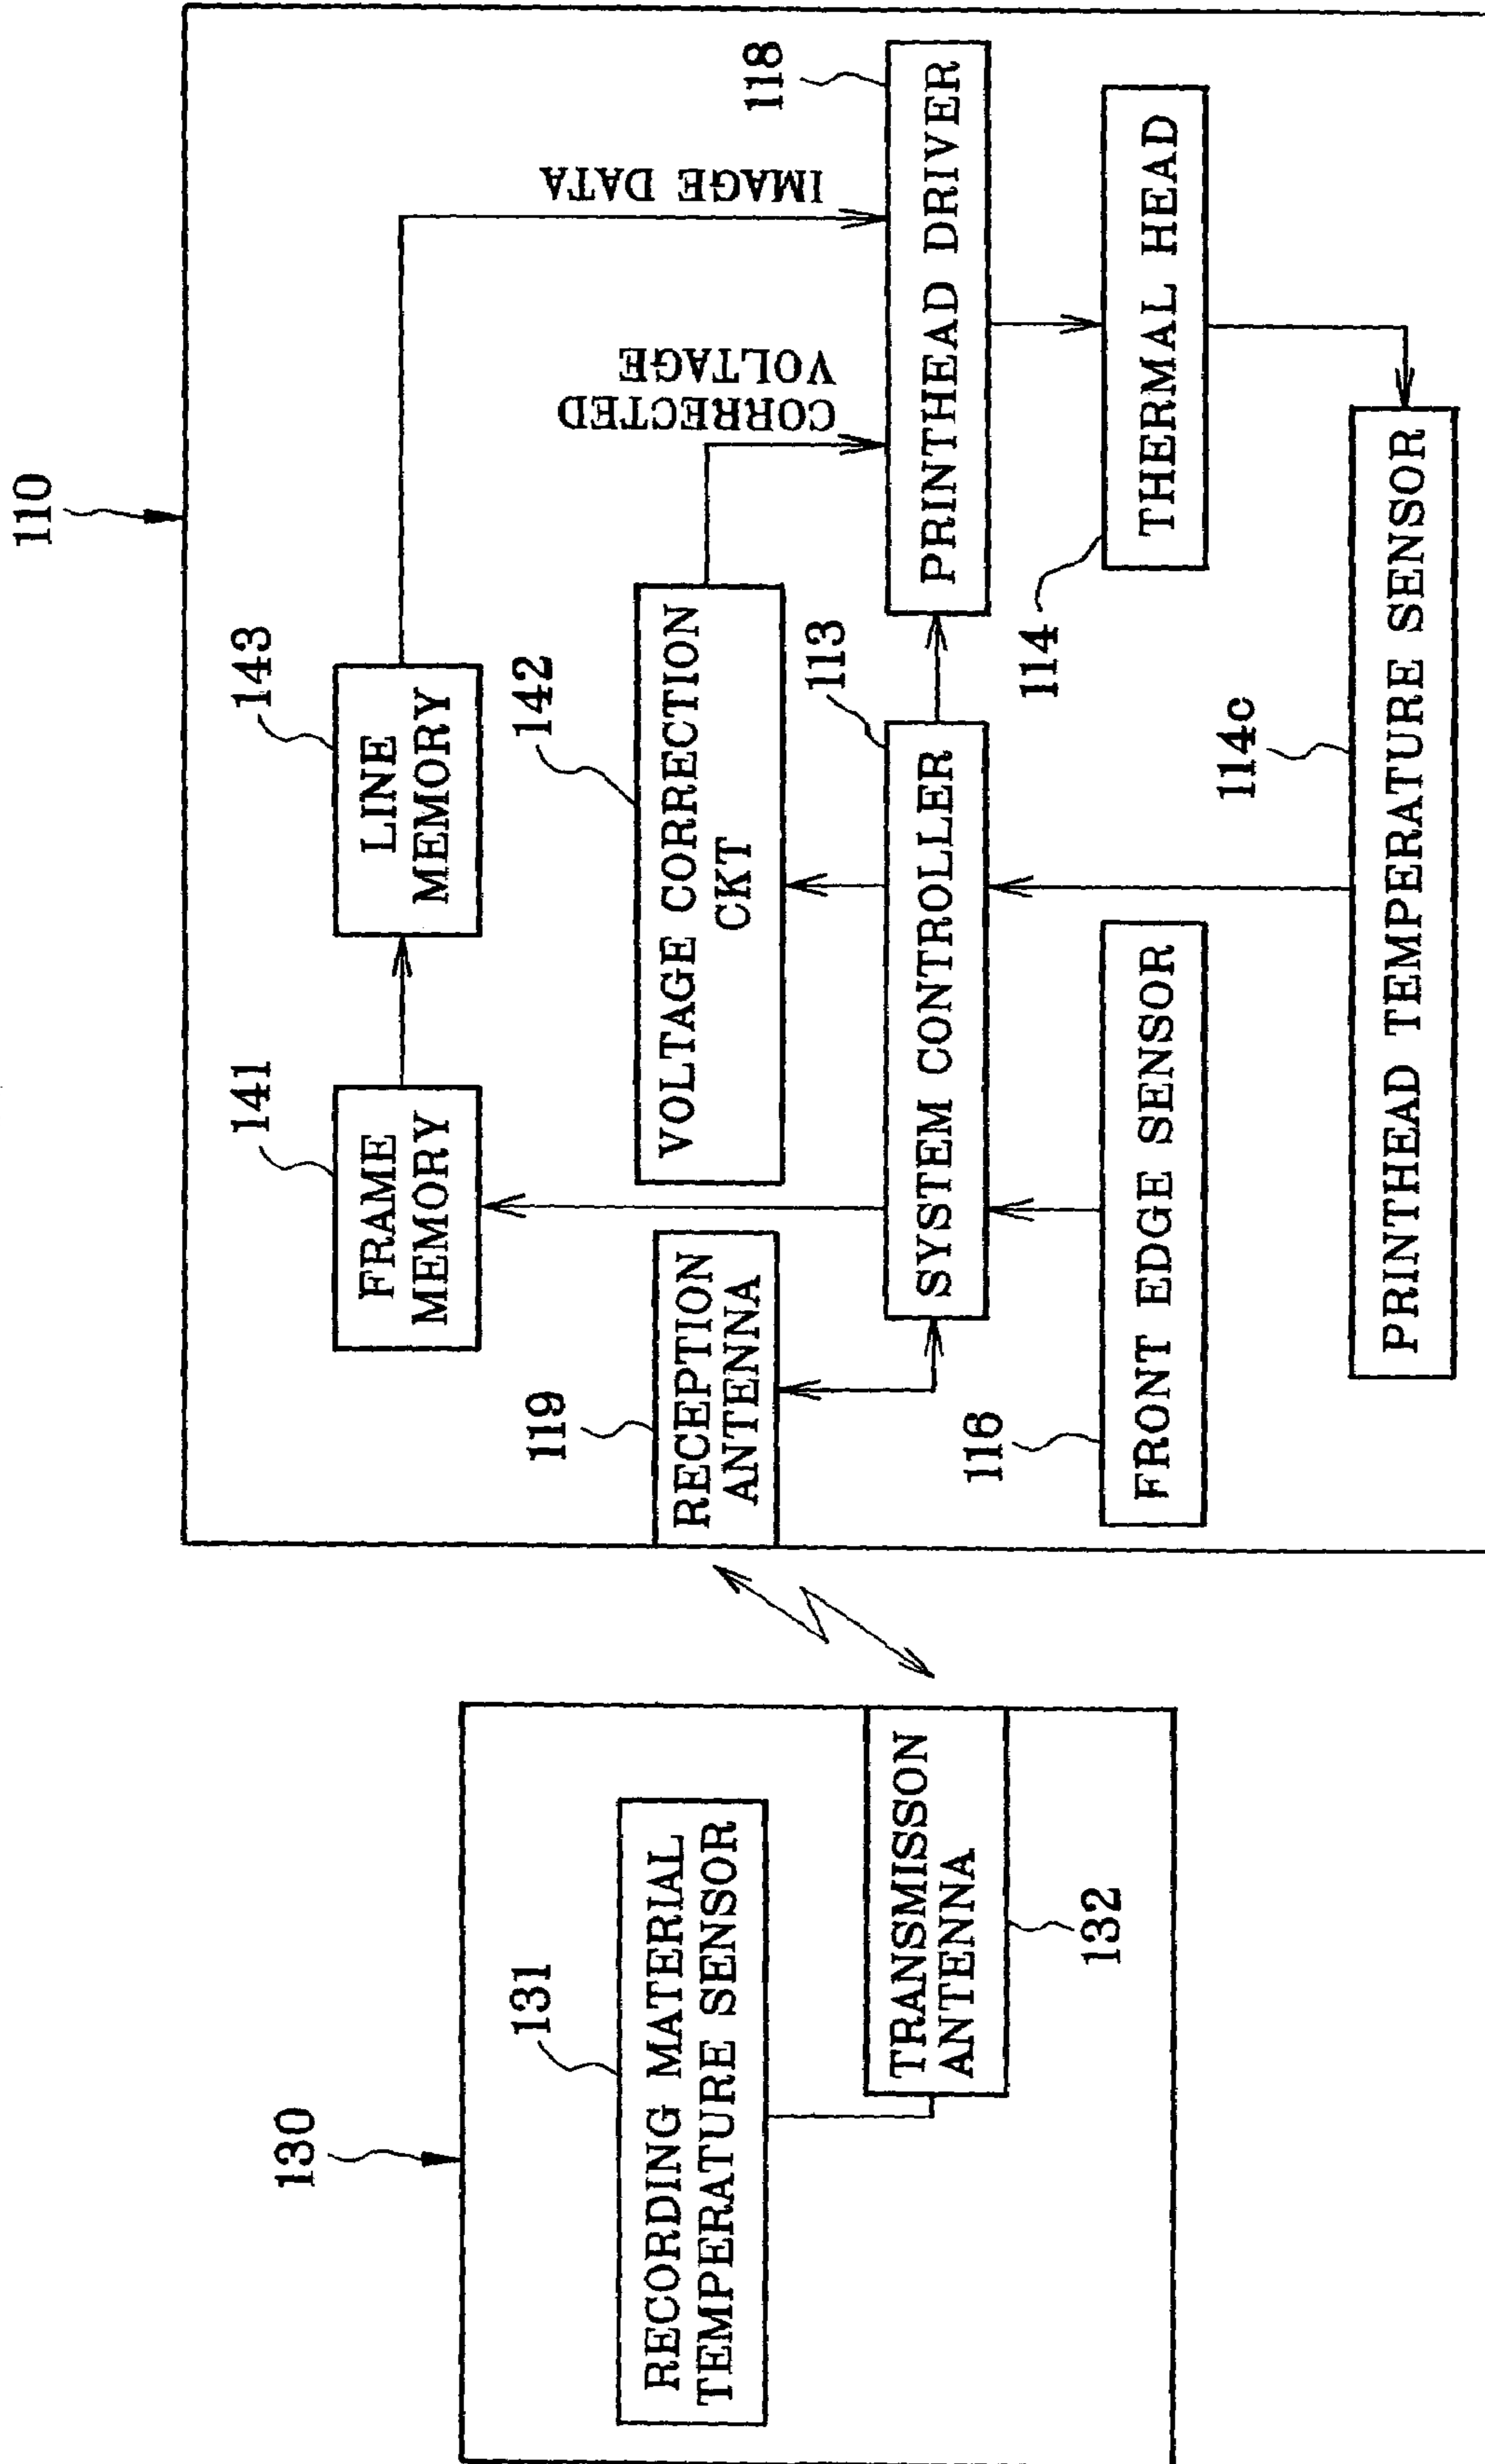 110
141
FRAME
MEMORY
143
LINE
MEMORY
IMAGE DATA
119
RECEPTION
ANTENNA
142
VOLTAGE CORRECTION
CKT
CORRECTED
VOLTAGE
113
SYSTEM CONTROLLER
118
PRINTHEAD DRIVER
116
FRONT EDGE SENSOR
114
THERMAL HEAD
114c
PRINTHEAD TEMPERATURE SENSOR
130
131
RECORDING MATERIAL
TEMPERATURE SENSOR
TRANSMISSON
ANTENNA
132